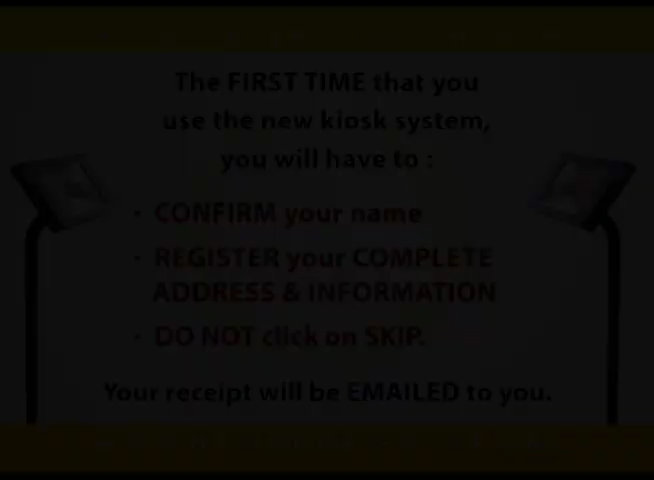 The FIRST TIME that you
use the new kiosk system,
you will have to :
· CONFIRM your name
· REGISTER your COMPLETE
ADDRESS & INFORMATION
· DO NOT click on SKIP.
Your receipt will be EMAILED to you.